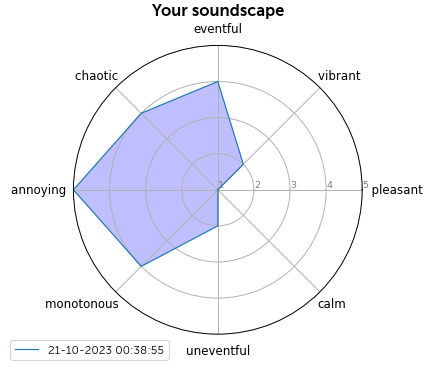 Your soundscape
eventful
chaotic
vibrant
annoying
1 2 3 4 5
pleasant
monotonous
calm
21-10-2023 00:38:55
uneventful